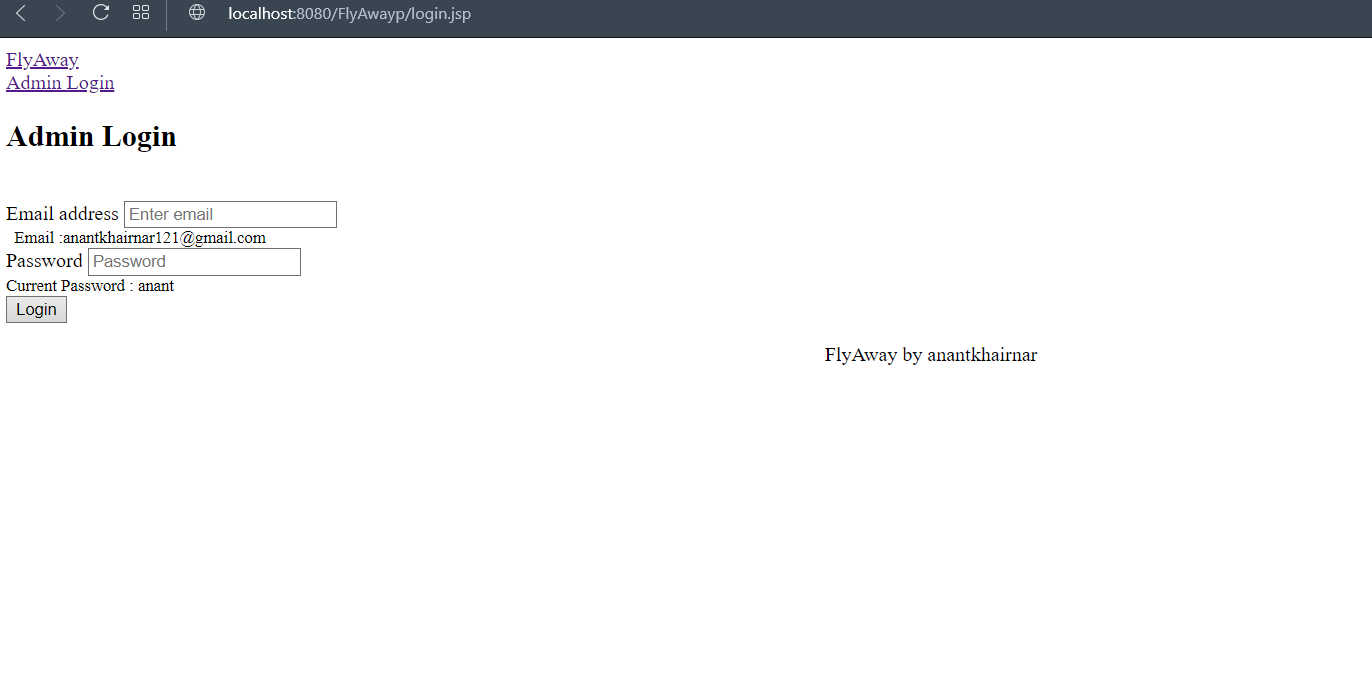 localhost:8080/FlyAwayp/login.jsp
FlyAway
Admin Login
Admin Login
Email address Enter email
Email :anantkhairnar121@gmail.com
Password Password
Current Password : anant
Login
FlyAway by anantkhairnar